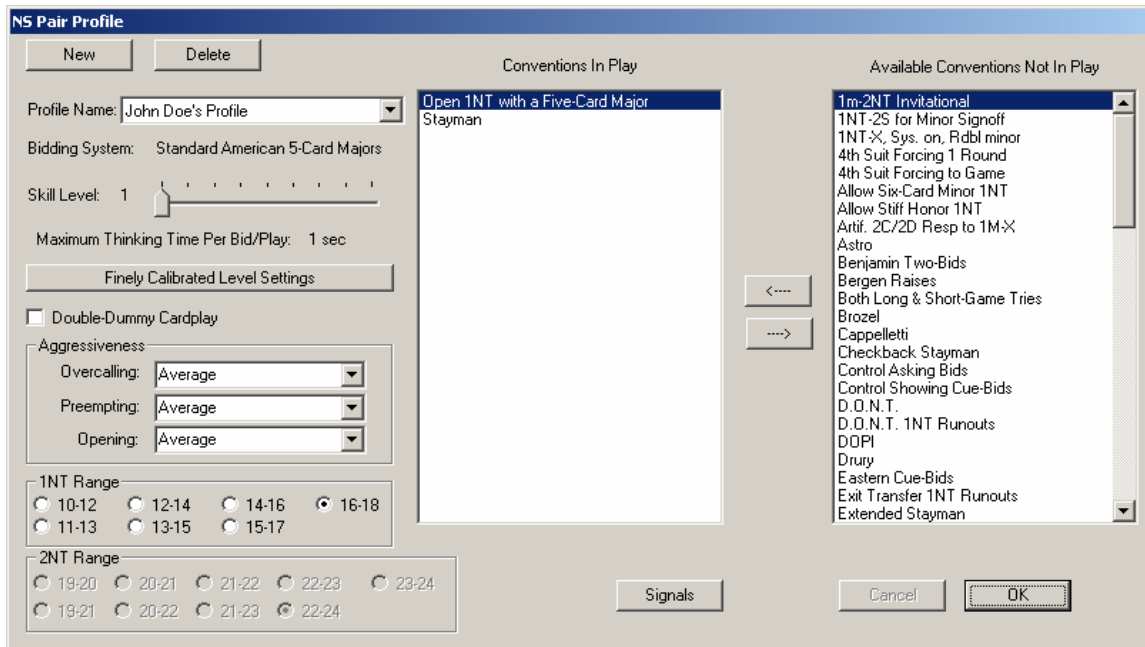 NS Pair Profile
New
Delete
Conventions In Play
Available Conventions Not In Play
Profile Name: John Doe's Profile
Bidding System: Standard American 5-Card Majors
Skill Level: 1
Maximum Thinking Time Per Bid/Play: 1 sec
Finely Calibrated Level Settings
Double-Dummy Cardplay
Aggressiveness
Overcalling: Average
Preempting: Average
Opening: Average
1NT Range
10-12 12-14 14-16 16-18
11-13 13-15 15-17
2NT Range
19-20 20-21 21-22 22-23 23-24
19-21 20-22 21-23 22-24
Open 1NT with a Five-Card Major
Stayman
<----
---->
1m-2NT Invitational
1NT-2S for Minor Signoff
1NT-X, Sys. on, Rdbl minor
4th Suit Forcing 1 Round
4th Suit Forcing to Game
Allow Six-Card Minor 1NT
Allow Stiff Honor 1NT
Artif. 2C/2D Resp to 1M-X
Astro
Benjamin Two-Bids
Bergen Raises
Both Long & Short-Game Tries
Brozel
Cappelletti
Checkback Stayman
Control Asking Bids
Control Showing Cue-Bids
D.O.N.T.
D.O.N.T. 1NT Runouts
DOPI
Drury
Eastern Cue-Bids
Exit Transfer 1NT Runouts
Extended Stayman
Signals
Cancel
OK